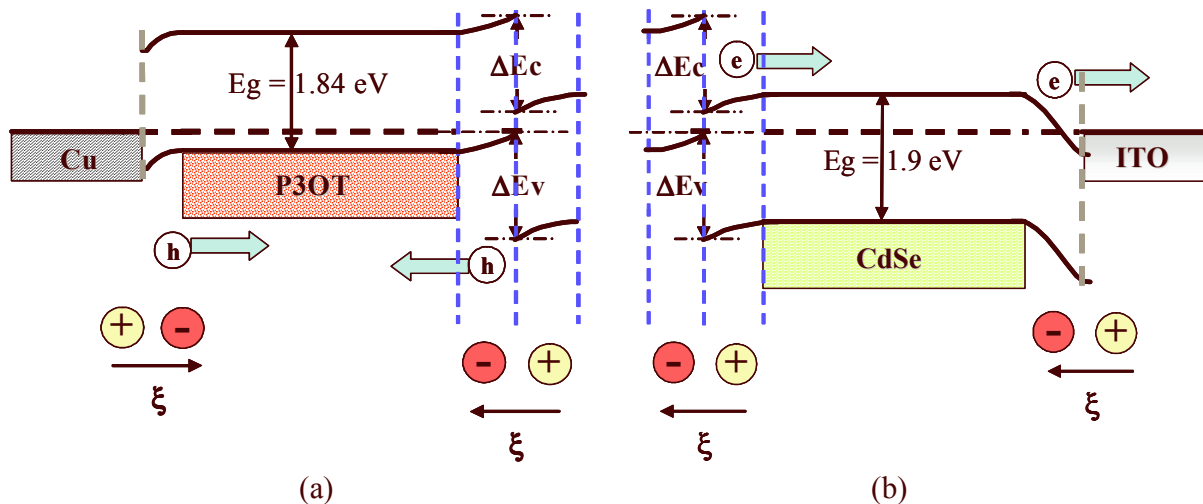 ΔEc
Eg = 1.84 eV
Cu
P3OT
ΔEv
h
h
+ -
ξ
- +
ξ
(a)
ΔEc
e
e
Eg = 1.9 eV
ITO
ΔEv
CdSe
- +
ξ
- +
ξ
(b)